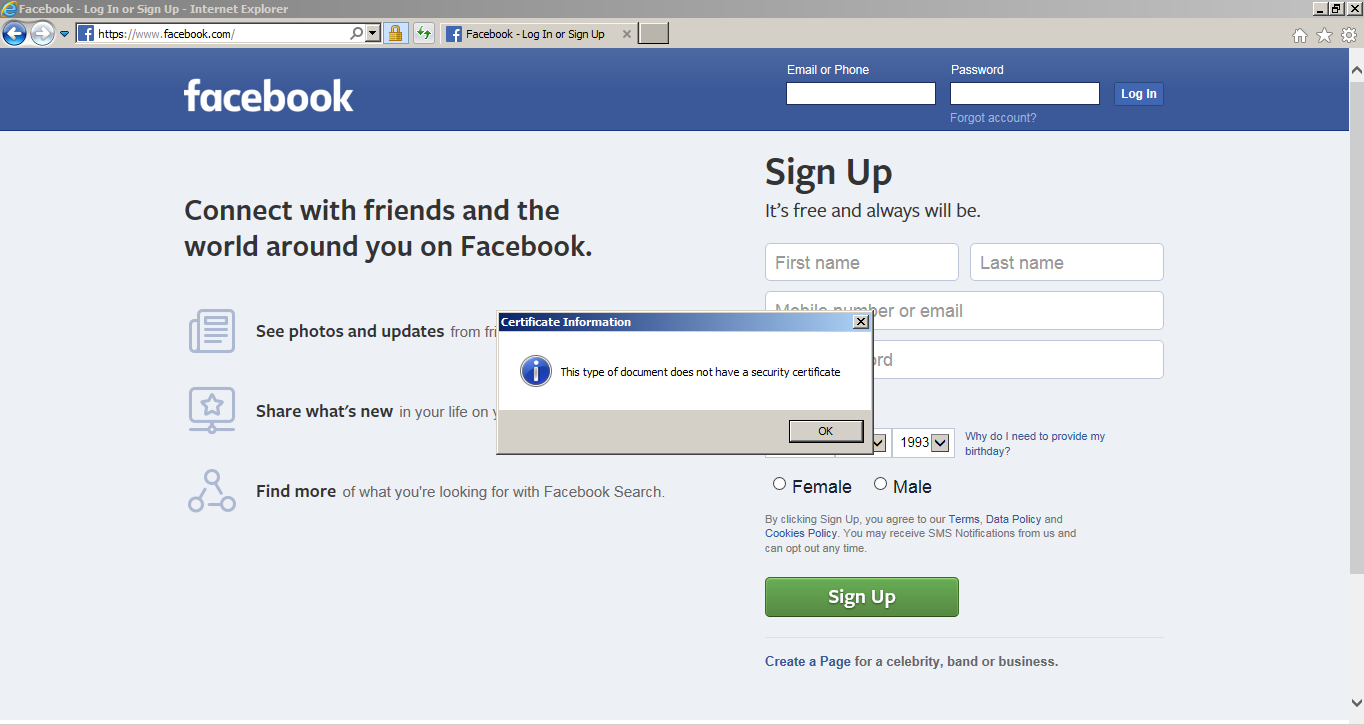 Facebook - Log In or Sign Up - Internet Explorer
https://www.facebook.com/
Facebook - Log In or Sign Up
facebook
Email or Phone
Password
Log In
Forgot account?
Connect with friends and the
world around you on Facebook.
See photos and updates from
Share what's new in your life on
Find more of what you're looking for with Facebook Search.
Sign Up
It's free and always will be.
First name
Last name
Mobile number or email
Certificate Information
This type of document does not have a security certificate
OK
1993
Why do I need to provide my
birthday?
Female
Male
By clicking Sign Up, you agree to our Terms, Data Policy and
Cookies Policy. You may receive SMS Notifications from us and
can opt out any time.
Sign Up
Create a Page for a celebrity, band or business.